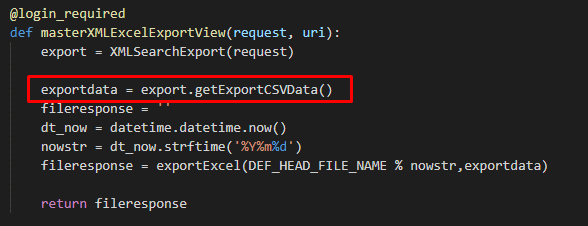 @login_required
def masterXMLExcelExportView(request, uri):
export = XMLSearchExport(request)
exportdata = export.getExportCSVData()
fileresponse = ''
dt_now = datetime.datetime.now()
nowstr = dt_now.strftime('%Y%m%d')
fileresponse = exportExcel(DEF_HEAD_FILE_NAME % nowstr,exportdata)
return fileresponse